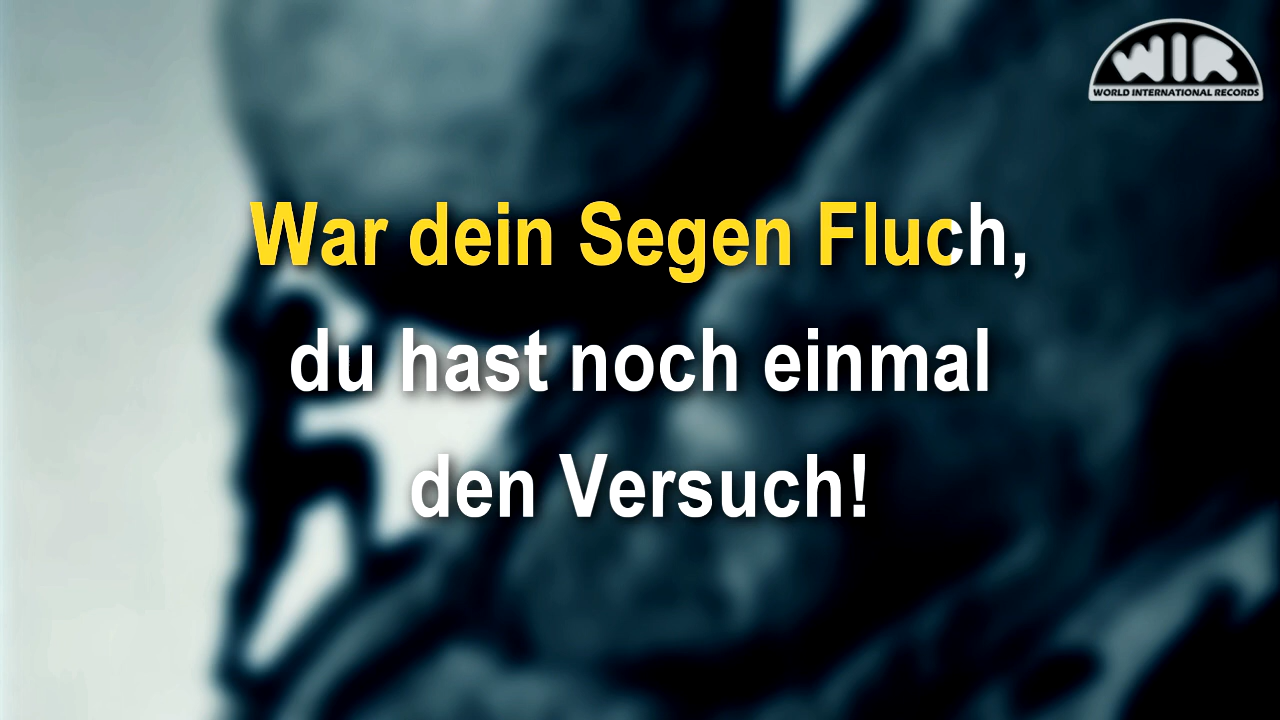 WIR
WORLD INTERNATIONAL RECORDS
War dein Segen Fluch,
du hast noch einmal
den Versuch!